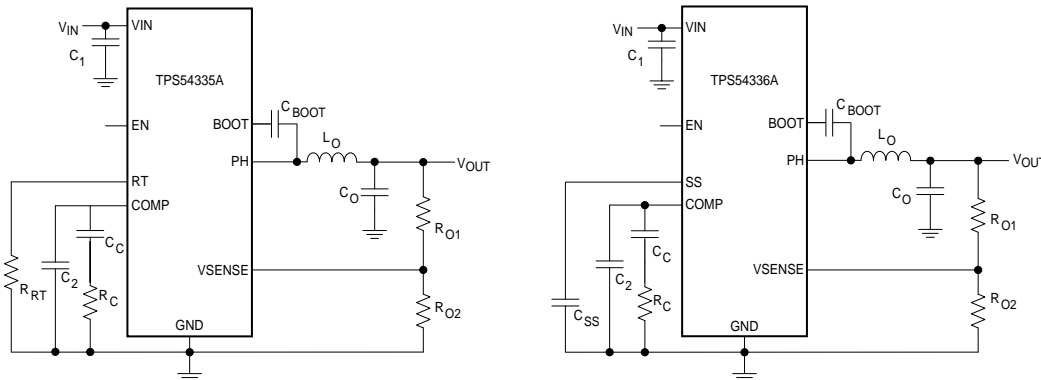 VIN
VIN
C1
TPS54335A
CBOOT
BOOT
EN
LO
PH
VOUT
RT
CO
COMP
RO1
CC
C2
VSENSE
RRT
RC
RO2
GND
VIN
VIN
C1
TPS54336A
CBOOT
BOOT
EN
LO
PH
VOUT
SS
CO
COMP
RO1
CC
C2
VSENSE
RC
CSS
RO2
GND